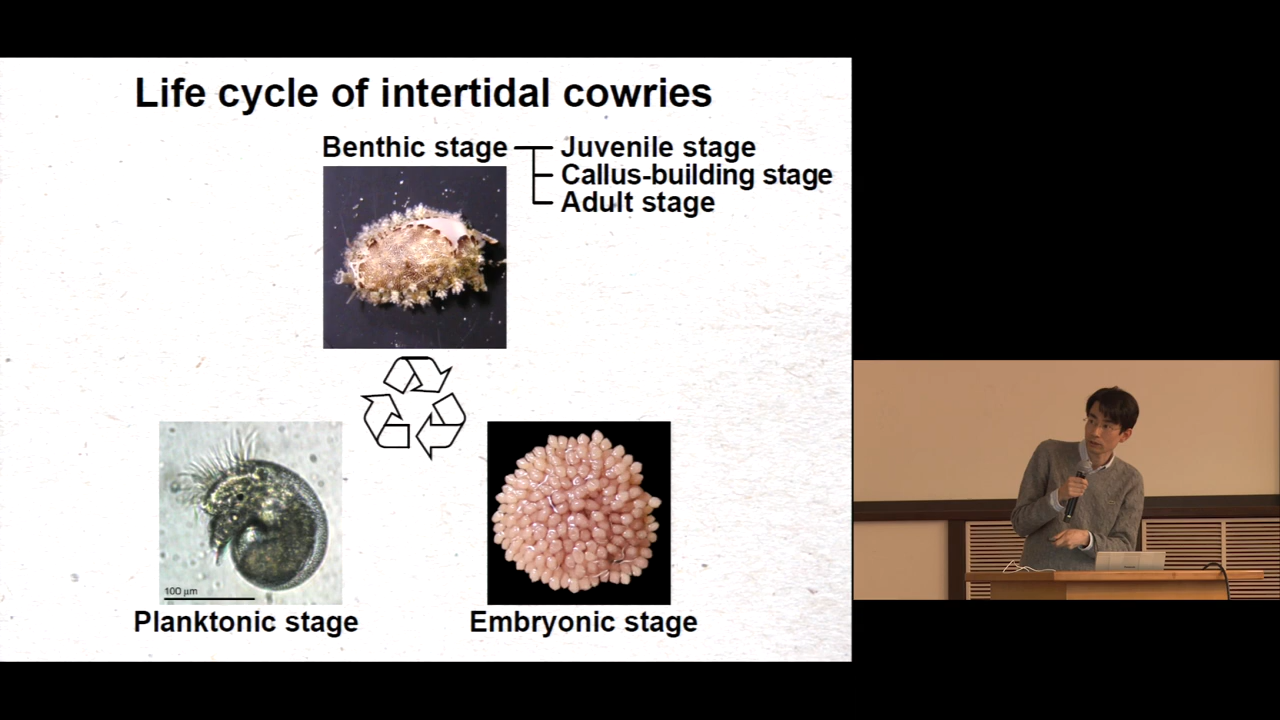 Life cycle of intertidal cowries
Benthic stage
Juvenile stage
Callus-building stage
Adult stage
100 µm
Planktonic stage
Embryonic stage